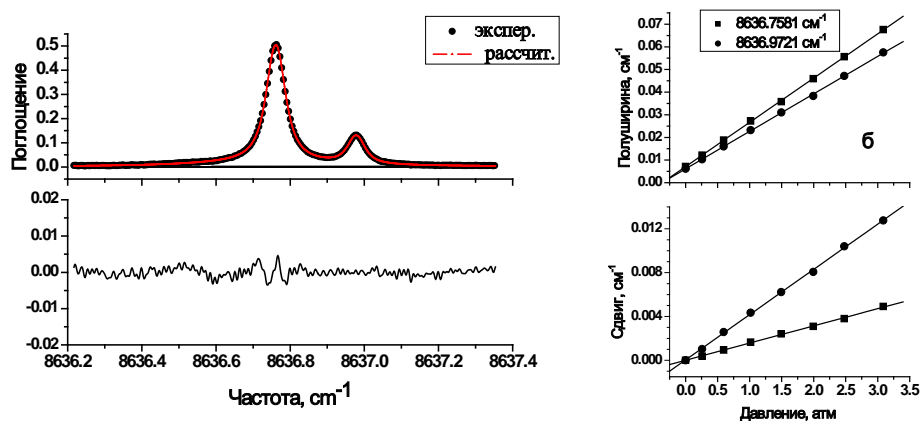 экспер.
рассчит.
Поглощение
0.5
0.4
0.3
0.2
0.1
0.0
0.02
0.01
0.00
-0.01
-0.02
8636.2 8636.4 8636.6 8636.8 8637.0 8637.2 8637.4
Частота, cm⁻¹
8636.7581 см⁻¹
8636.9721 см⁻¹
Полуширина, см⁻¹
0.07
0.06
0.04
0.03
0.01
0.00
б
Сдвиг, см⁻¹
0.012
0.008
0.004
0.000
0.0 0.5 1.0 1.5 2.0 2.5 3.0 3.5
Давление, атм